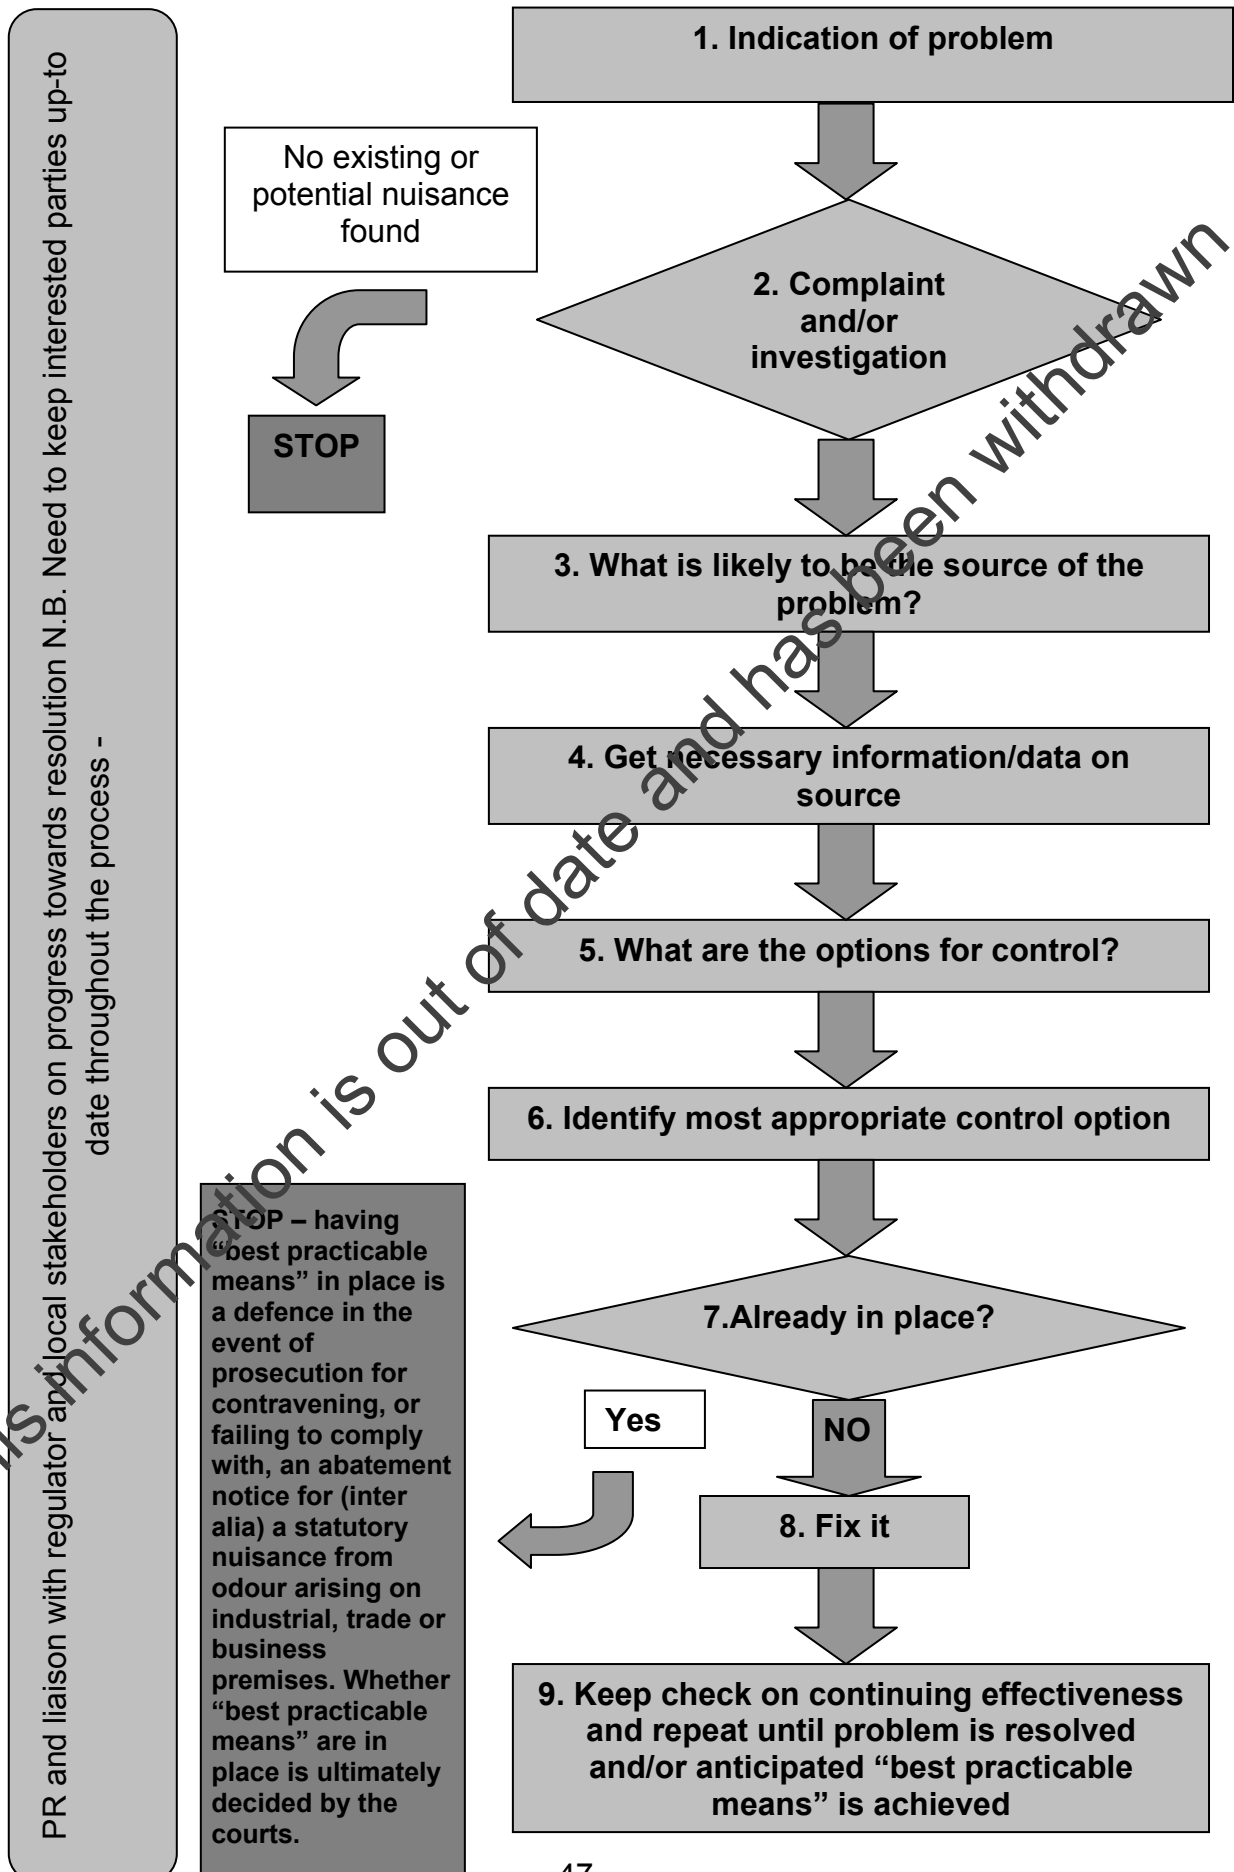 PR and liaison with regulator and local stakeholders on progress towards resolution N.B. Need to keep interested parties up-to
date throughout the process -
1. Indication of problem
No existing or
potential nuisance
found
STOP
2. Complaint
and/or
investigation
3. What is likely to be the source of the
problem?
4. Get necessary information/data on
source
5. What are the options for control?
6. Identify most appropriate control option
7.Already in place?
Yes
NO
STOP – having
“best practicable
means” in place is
a defence in the
event of
prosecution for
contravening, or
failing to comply
with, an abatement
notice for (inter
alia) a statutory
nuisance from
odour arising on
industrial, trade or
business
premises. Whether
“best practicable
means” are in
place is ultimately
decided by the
courts.
8. Fix it
9. Keep check on continuing effectiveness
and repeat until problem is resolved
and/or anticipated “best practicable
means” is achieved
information is out of date and has been withdrawn